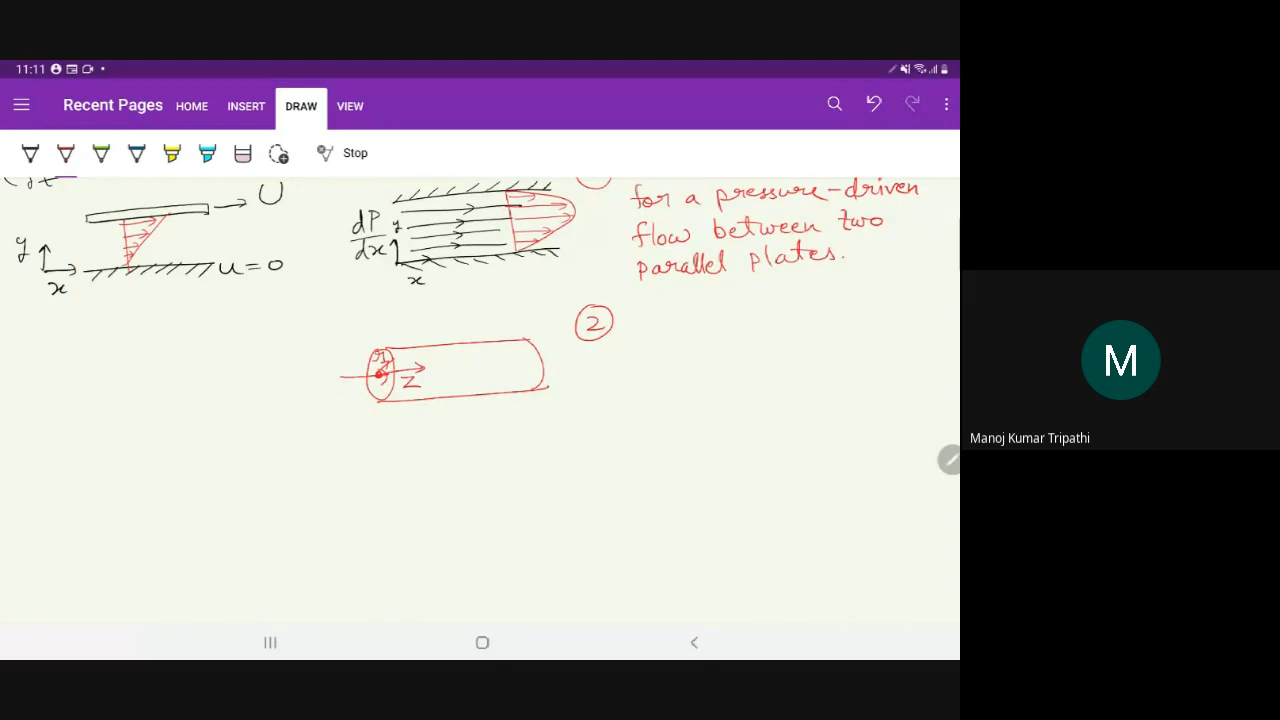 11:11
Recent Pages HOME INSERT DRAW VIEW
Stop
U
y
x
u = 0
dP
dx
y
x
for a pressure-driven
flow between two
parallel plates.
2
r
z
M
Manoj Kumar Tripathi